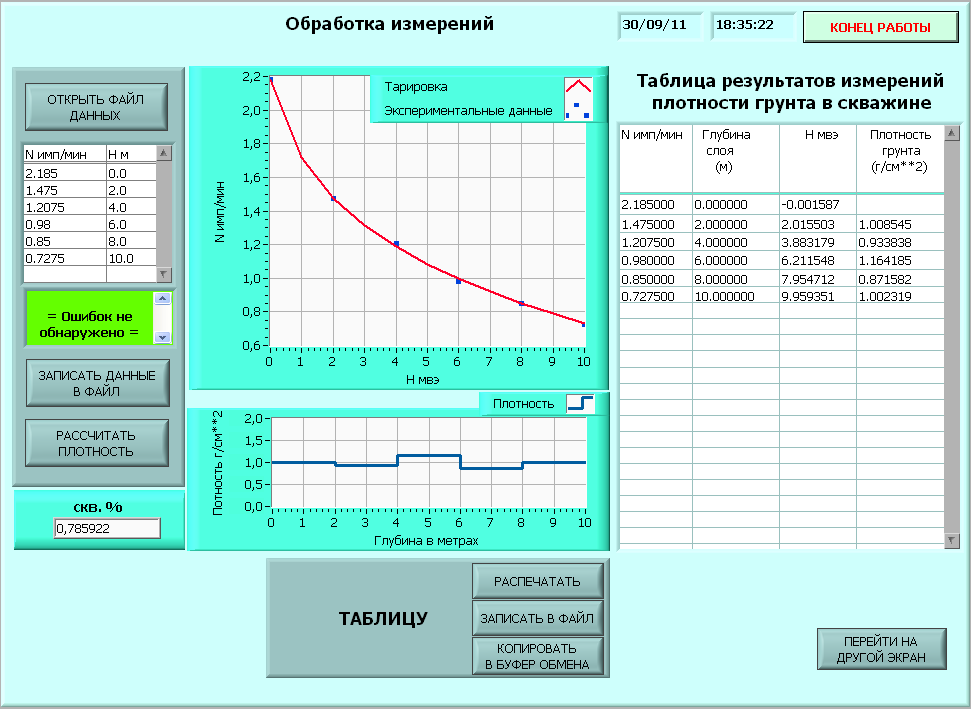 Обработка измерений
30/09/11
18:35:22
КОНЕЦ РАБОТЫ
ОТКРЫТЬ ФАЙЛ
ДАННЫХ
N имп/мин H м
2.185 0.0
1.475 2.0
1.2075 4.0
0.98 6.0
0.85 8.0
0.7275 10.0
= Ошибок не
обнаружено =
ЗАПИСАТЬ ДАННЫЕ
В ФАЙЛ
РАССЧИТАТЬ
ПЛОТНОСТЬ
скв. %
0,785922
Тарировка
Экспериментальные данные
N имп/мин
2,2
2,0
1,8
1,6
1,4
1,2
1,0
0,8
0,6
0 1 2 3 4 5 6 7 8 9 10
Н мвэ
Плотность
Потность г/см**2
2,0
1,5
1,0
0,5
0,0
0 1 2 3 4 5 6 7 8 9 10
Глубина в метрах
Таблица результатов измерений
плотности грунта в скважине
N имп/мин Глубина Н мвэ Плотность
слоя грунта
(м) (г/см**2)
2.185000 0.000000 -0.001587
1.475000 2.000000 2.015503 1.008545
1.207500 4.000000 3.883179 0.933838
0.980000 6.000000 6.211548 1.164185
0.850000 8.000000 7.954712 0.871582
0.727500 10.000000 9.959351 1.002319
ТАБЛИЦУ
РАСПЕЧАТАТЬ
ЗАПИСАТЬ В ФАЙЛ
КОПИРОВАТЬ
В БУФЕР ОБМЕНА
ПЕРЕЙТИ НА
ДРУГОЙ ЭКРАН